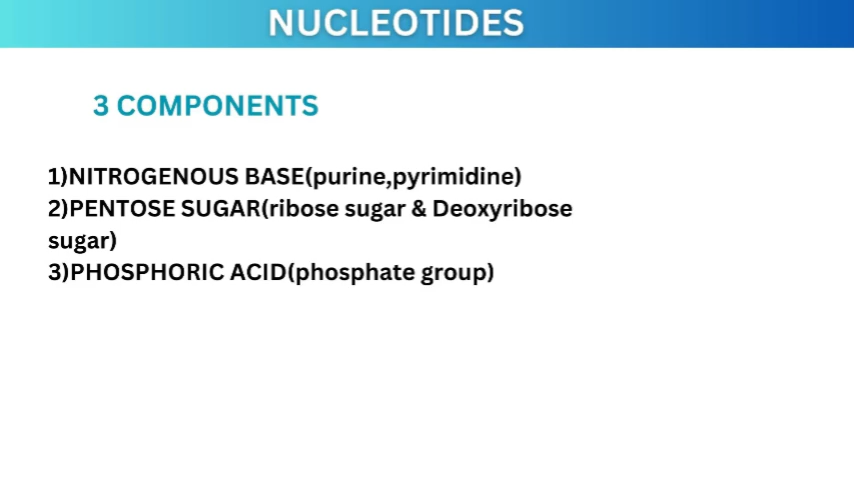 NUCLEOTIDES
3 COMPONENTS
1)NITROGENOUS BASE(purine,pyrimidine)
2)PENTOSE SUGAR(ribose sugar & Deoxyribose
sugar)
3)PHOSPHORIC ACID(phosphate group)